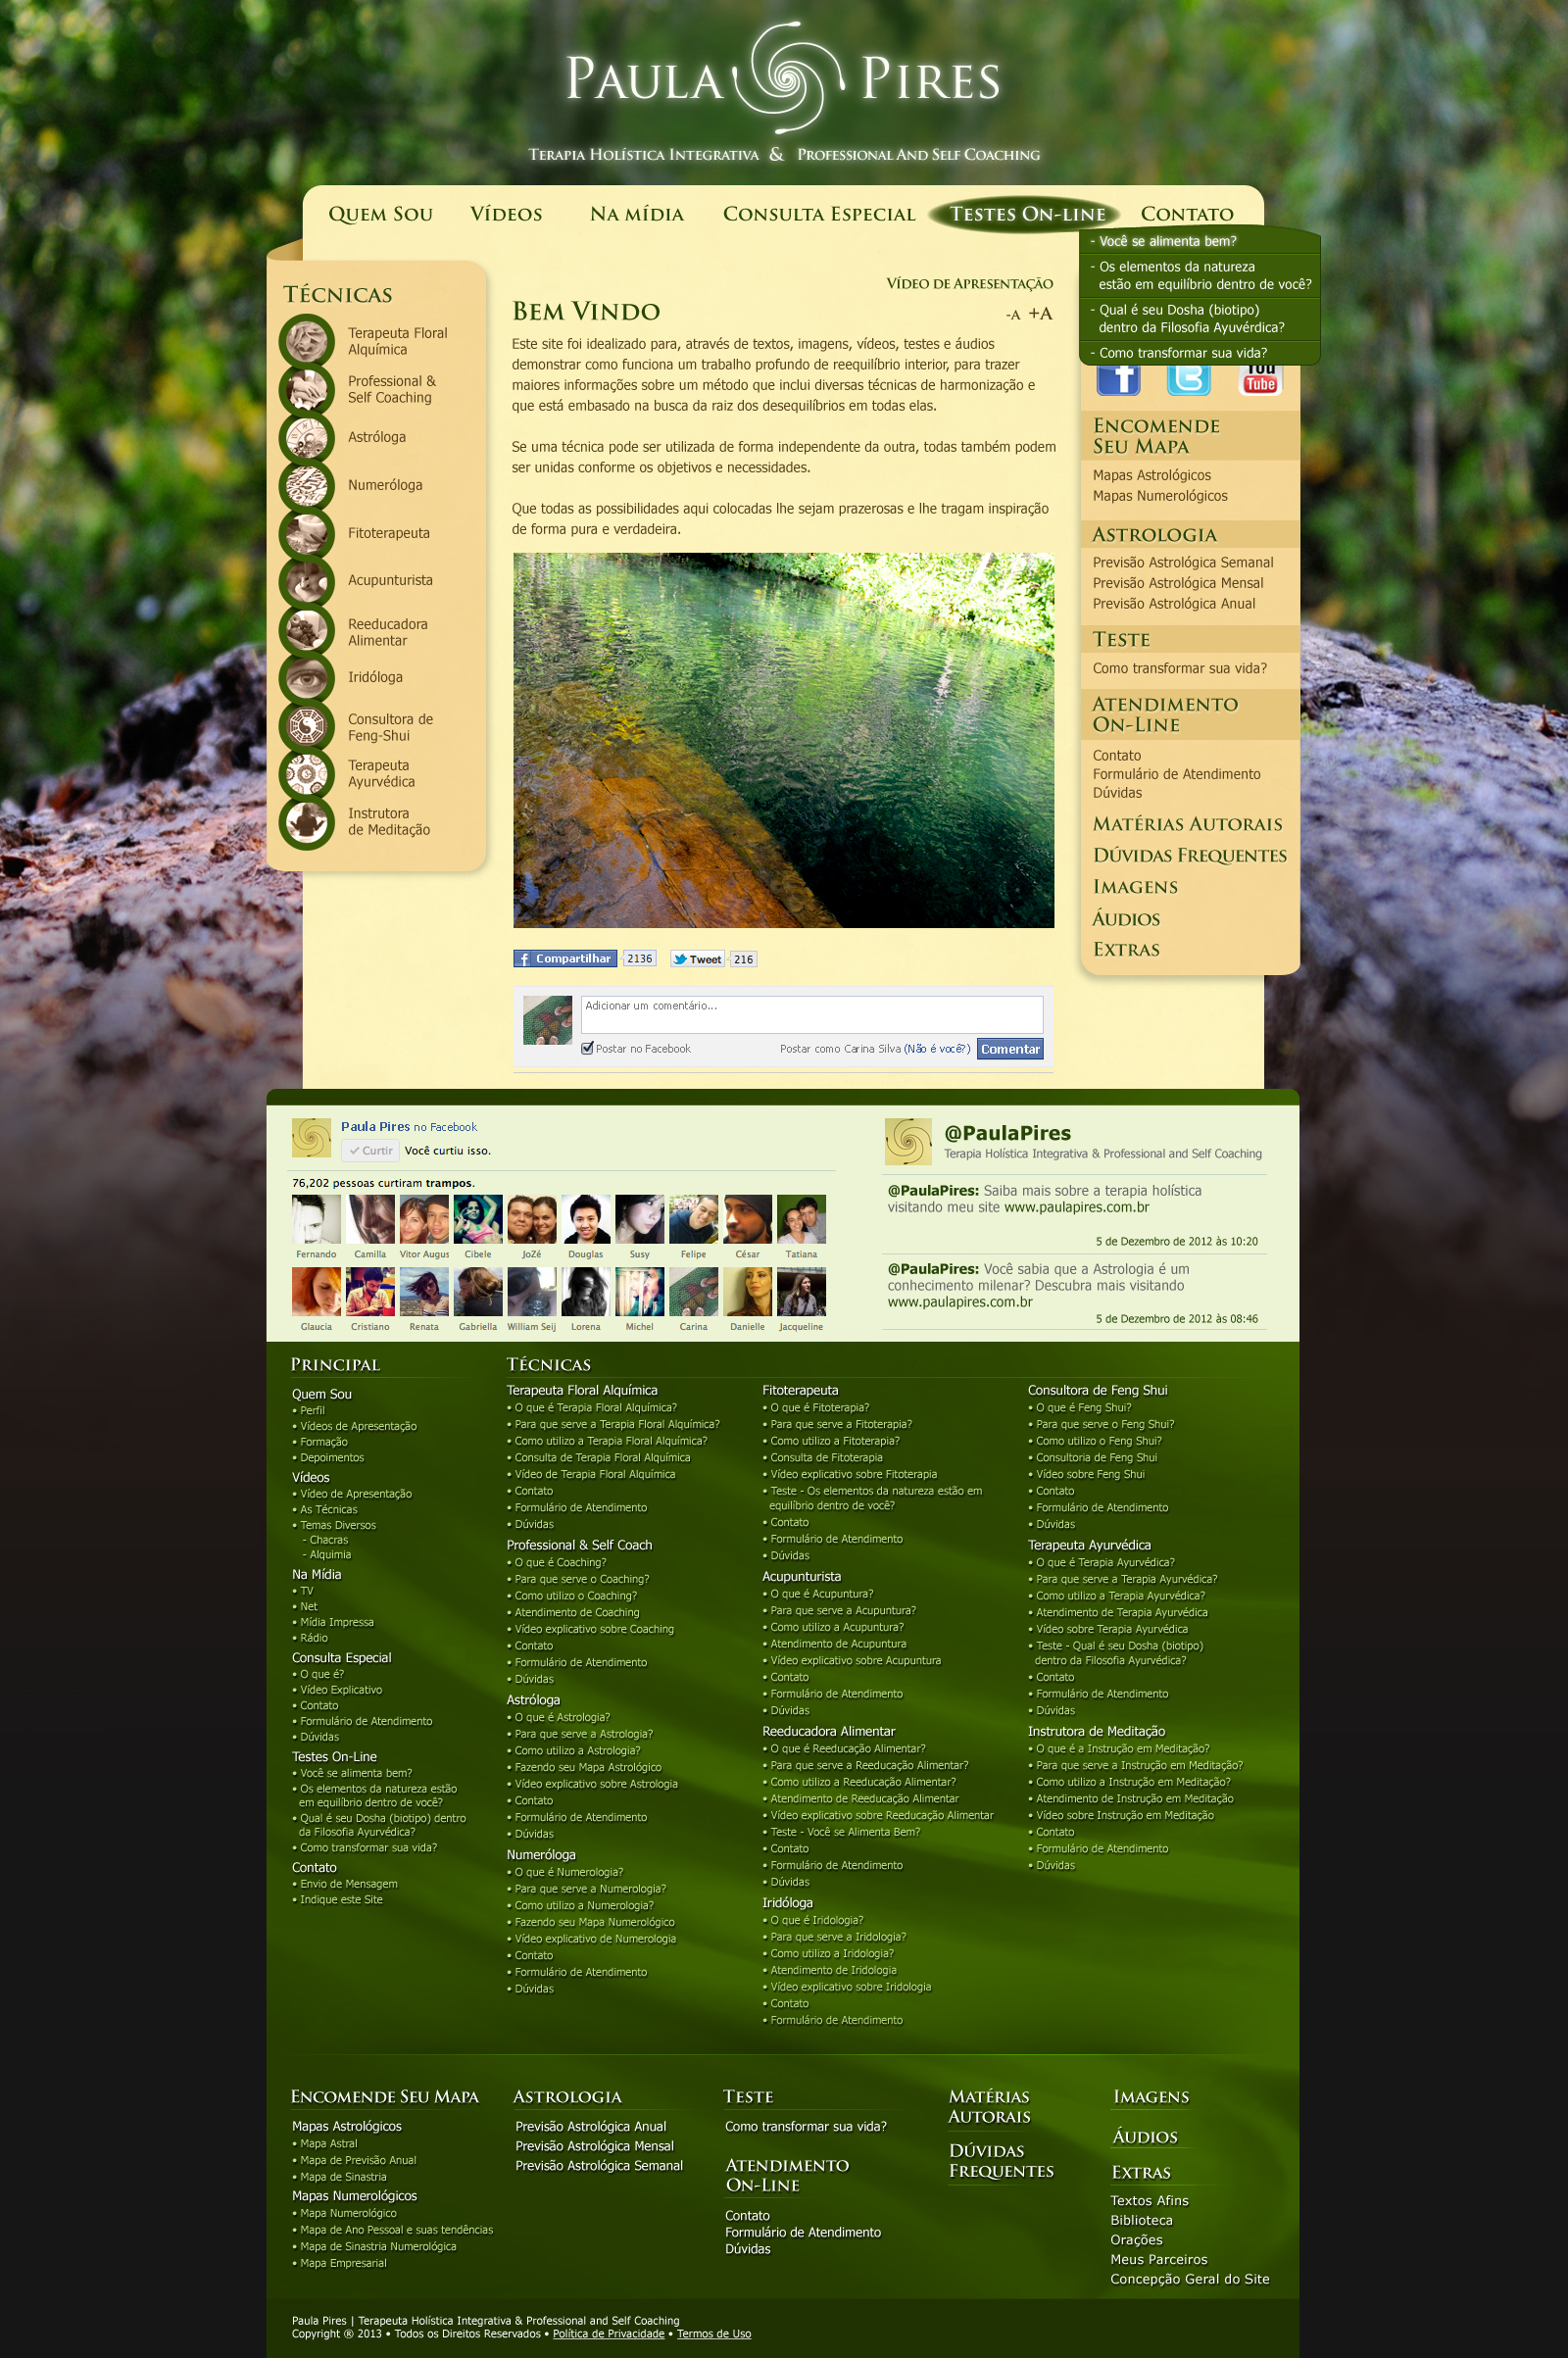 Paula Pires
Terapia Holística Integrativa & Professional And Self Coaching
Quem Sou
Vídeos
Na mídia
Consulta Especial
Testes On-line
Contato
- Você se alimenta bem?
- Os elementos da natureza
estão em equilíbrio dentro de você?
- Qual é seu Dosha (biotipo)
dentro da Filosofia Ayuvérdica?
- Como transformar sua vida?
Técnicas
Terapeuta Floral
Alquímica
Professional &
Self Coaching
Astróloga
Numeróloga
Fitoterapeuta
Acupunturista
Reeducadora
Alimentar
Iridóloga
Consultora de
Feng-Shui
Terapeuta
Ayurvédica
Instrutora
de Meditação
Vídeo de Apresentação
Bem Vindo
-A +A
Este site foi idealizado para, através de textos, imagens, vídeos, testes e áudios
demonstrar como funciona um trabalho profundo de reequilíbrio interior, para trazer
maiores informações sobre um método que inclui diversas técnicas de harmonização e
que está embasado na busca da raiz dos desequilíbrios em todas elas.
Se uma técnica pode ser utilizada de forma independente da outra, todas também podem
ser unidas conforme os objetivos e necessidades.
Que todas as possibilidades aqui colocadas lhe sejam prazerosas e lhe tragam inspiração
de forma pura e verdadeira.
Compartilhar 2136
Tweet 216
Adicionar um comentário...
Postar no Facebook
Postar como Carina Silva (Não é você?)
Comentar
You
Tube
Encomende
Seu Mapa
Mapas Astrológicos
Mapas Numerológicos
Astrologia
Previsão Astrológica Semanal
Previsão Astrológica Mensal
Previsão Astrológica Anual
Teste
Como transformar sua vida?
Atendimento
On-Line
Contato
Formulário de Atendimento
Dúvidas
Matérias Autorais
Dúvidas Frequentes
Imagens
Áudios
Extras
Paula Pires no Facebook
Curtir Você curtiu isso.
76,202 pessoas curtiram trampos.
Fernando Camilla Vitor Augus Cibele JoZé Douglas Susy Felipe César Tatiana
Glaucia Cristiano Renata Gabriella William Seij Lorena Michel Carina Danielle Jacqueline
@PaulaPires
Terapia Holística Integrativa & Professional and Self Coaching
@PaulaPires: Saiba mais sobre a terapia holística
visitando meu site www.paulapires.com.br
5 de Dezembro de 2012 às 10:20
@PaulaPires: Você sabia que a Astrologia é um
conhecimento milenar? Descubra mais visitando
www.paulapires.com.br
5 de Dezembro de 2012 às 08:46
Principal
Quem Sou
• Perfil
• Vídeos de Apresentação
• Formação
• Depoimentos
Vídeos
• Vídeo de Apresentação
• As Técnicas
• Temas Diversos
- Chacras
- Alquimia
Na Mídia
• TV
• Net
• Mídia Impressa
• Rádio
Consulta Especial
• O que é?
• Vídeo Explicativo
• Contato
• Formulário de Atendimento
• Dúvidas
Testes On-Line
• Você se alimenta bem?
• Os elementos da natureza estão
em equilíbrio dentro de você?
• Qual é seu Dosha (biotipo) dentro
da Filosofia Ayurvédica?
• Como transformar sua vida?
Contato
• Envio de Mensagem
• Indique este Site
Técnicas
Terapeuta Floral Alquímica
• O que é Terapia Floral Alquímica?
• Para que serve a Terapia Floral Alquímica?
• Como utilizo a Terapia Floral Alquímica?
• Consulta de Terapia Floral Alquímica
• Vídeo de Terapia Floral Alquímica
• Contato
• Formulário de Atendimento
• Dúvidas
Professional & Self Coach
• O que é Coaching?
• Para que serve o Coaching?
• Como utilizo o Coaching?
• Atendimento de Coaching
• Vídeo explicativo sobre Coaching
• Contato
• Formulário de Atendimento
• Dúvidas
Astróloga
• O que é Astrologia?
• Para que serve a Astrologia?
• Como utilizo a Astrologia?
• Fazendo seu Mapa Astrológico
• Vídeo explicativo sobre Astrologia
• Contato
• Formulário de Atendimento
• Dúvidas
Numeróloga
• O que é Numerologia?
• Para que serve a Numerologia?
• Como utilizo a Numerologia?
• Fazendo seu Mapa Numerológico
• Vídeo explicativo de Numerologia
• Contato
• Formulário de Atendimento
• Dúvidas
Fitoterapeuta
• O que é Fitoterapia?
• Para que serve a Fitoterapia?
• Como utilizo a Fitoterapia?
• Consulta de Fitoterapia
• Vídeo explicativo sobre Fitoterapia
• Teste - Os elementos da natureza estão em
equilíbrio dentro de você?
• Contato
• Formulário de Atendimento
• Dúvidas
Acupunturista
• O que é Acupuntura?
• Para que serve a Acupuntura?
• Como utilizo a Acupuntura?
• Atendimento de Acupuntura
• Vídeo explicativo sobre Acupuntura
• Contato
• Formulário de Atendimento
• Dúvidas
Reeducadora Alimentar
• O que é Reeducação Alimentar?
• Para que serve a Reeducação Alimentar?
• Como utilizo a Reeducação Alimentar?
• Atendimento de Reeducação Alimentar
• Vídeo explicativo sobre Reeducação Alimentar
• Teste - Você se Alimenta Bem?
• Contato
• Formulário de Atendimento
• Dúvidas
Iridóloga
• O que é Iridologia?
• Para que serve a Iridologia?
• Como utilizo a Iridologia?
• Atendimento de Iridologia
• Vídeo explicativo sobre Iridologia
• Contato
• Formulário de Atendimento
Consultora de Feng Shui
• O que é Feng Shui?
• Para que serve o Feng Shui?
• Como utilizo o Feng Shui?
• Consultoria de Feng Shui
• Vídeo sobre Feng Shui
• Contato
• Formulário de Atendimento
• Dúvidas
Terapeuta Ayurvédica
• O que é Terapia Ayurvédica?
• Para que serve a Terapia Ayurvédica?
• Como utilizo a Terapia Ayurvédica?
• Atendimento de Terapia Ayurvédica
• Vídeo sobre Terapia Ayurvédica
• Teste - Qual é seu Dosha (biotipo)
dentro da Filosofia Ayurvédica?
• Contato
• Formulário de Atendimento
• Dúvidas
Instrutora de Meditação
• O que é a Instrução em Meditação?
• Para que serve a Instrução em Meditação?
• Como utilizo a Instrução em Meditação?
• Atendimento de Instrução em Meditação
• Vídeo sobre Instrução em Meditação
• Contato
• Formulário de Atendimento
• Dúvidas
Encomende Seu Mapa
Mapas Astrológicos
• Mapa Astral
• Mapa de Previsão Anual
• Mapa de Sinastria
Mapas Numerológicos
• Mapa Numerológico
• Mapa de Ano Pessoal e suas tendências
• Mapa de Sinastria Numerológica
• Mapa Empresarial
Astrologia
Previsão Astrológica Anual
Previsão Astrológica Mensal
Previsão Astrológica Semanal
Teste
Como transformar sua vida?
Atendimento
On-Line
Contato
Formulário de Atendimento
Dúvidas
Matérias
Autorais
Dúvidas
Frequentes
Imagens
Áudios
Extras
Textos Afins
Biblioteca
Orações
Meus Parceiros
Concepção Geral do Site
Paula Pires | Terapeuta Holística Integrativa & Professional and Self Coaching
Copyright ® 2013 • Todos os Direitos Reservados • Política de Privacidade • Termos de Uso